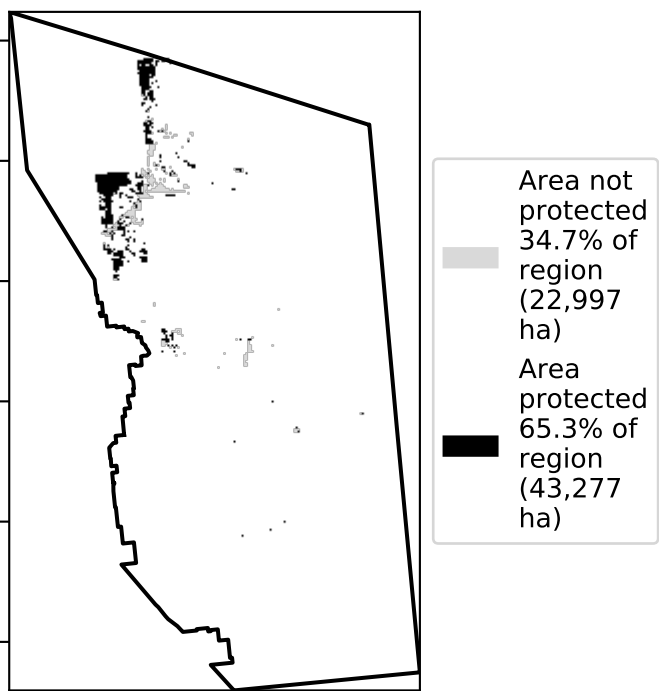 Area not
protected
34.7% of
region
(22,997
ha)
Area
protected
65.3% of
region
(43,277
ha)